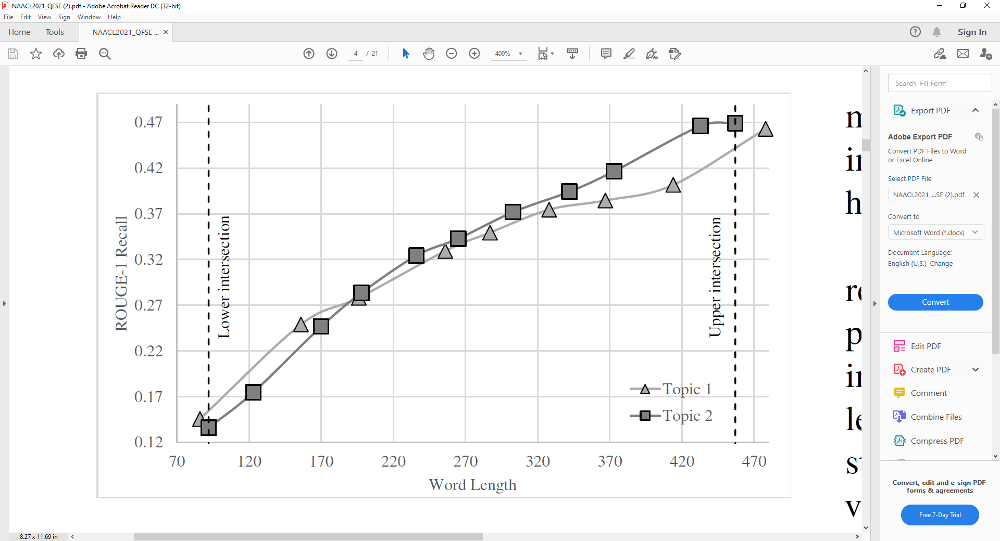 NAACL2021_QFSE (2).pdf - Adobe Acrobat Reader DC (32-bit)
File Edit View Sign Window Help
Home Tools NAACL2021_QFSE ... × Sign In
4 / 21 400%
0.47
0.42
0.37
0.32
0.27
0.22
0.17
0.12
ROUGE-1 Recall
Lower intersection
Upper intersection
Topic 1
Topic 2
70 120 170 220 270 320 370 420 470
Word Length
h
p
v
8.27 x 11.69 in
Search 'Fill Form'
Export PDF
Adobe Export PDF
Convert PDF Files to Word
or Excel Online
Select PDF File
NAACL2021_...SE (2).pdf
Convert to
Microsoft Word (*.docx)
Document Language:
English (U.S.) Change
Convert
Edit PDF
Create PDF
Comment
Combine Files
Compress PDF
Convert, edit and e-sign PDF
forms & agreements
Free 7-Day Trial